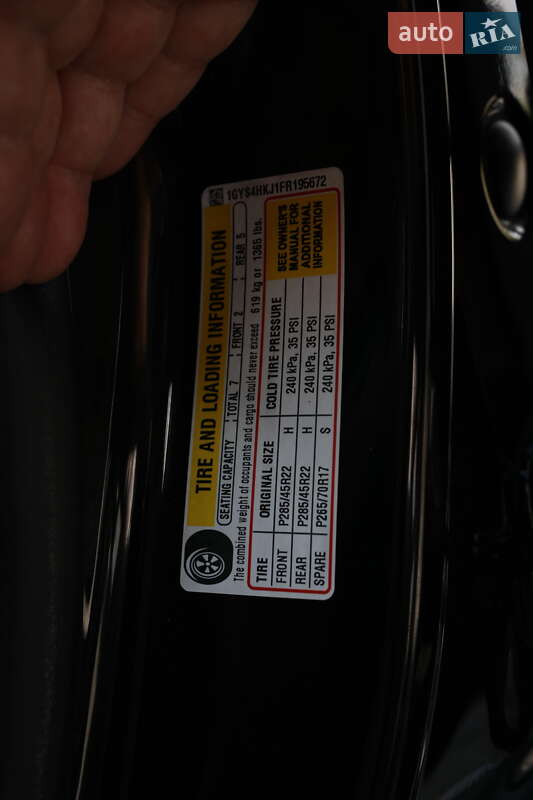 auto RIA .com
1GYS4HKJ1FR195672
TIRE AND LOADING INFORMATION
SEATING CAPACITY TOTAL 7 FRONT 2 REAR 5
The combined weight of occupants and cargo should never exceed 619 kg or 1365 lbs.
TIRE ORIGINAL SIZE COLD TIRE PRESSURE
FRONT P285/45R22 H 240 kPa, 35 PSI
REAR P285/45R22 H 240 kPa, 35 PSI
SPARE P265/70R17 S 240 kPa, 35 PSI
SEE OWNER'S
MANUAL FOR
ADDITIONAL
INFORMATION